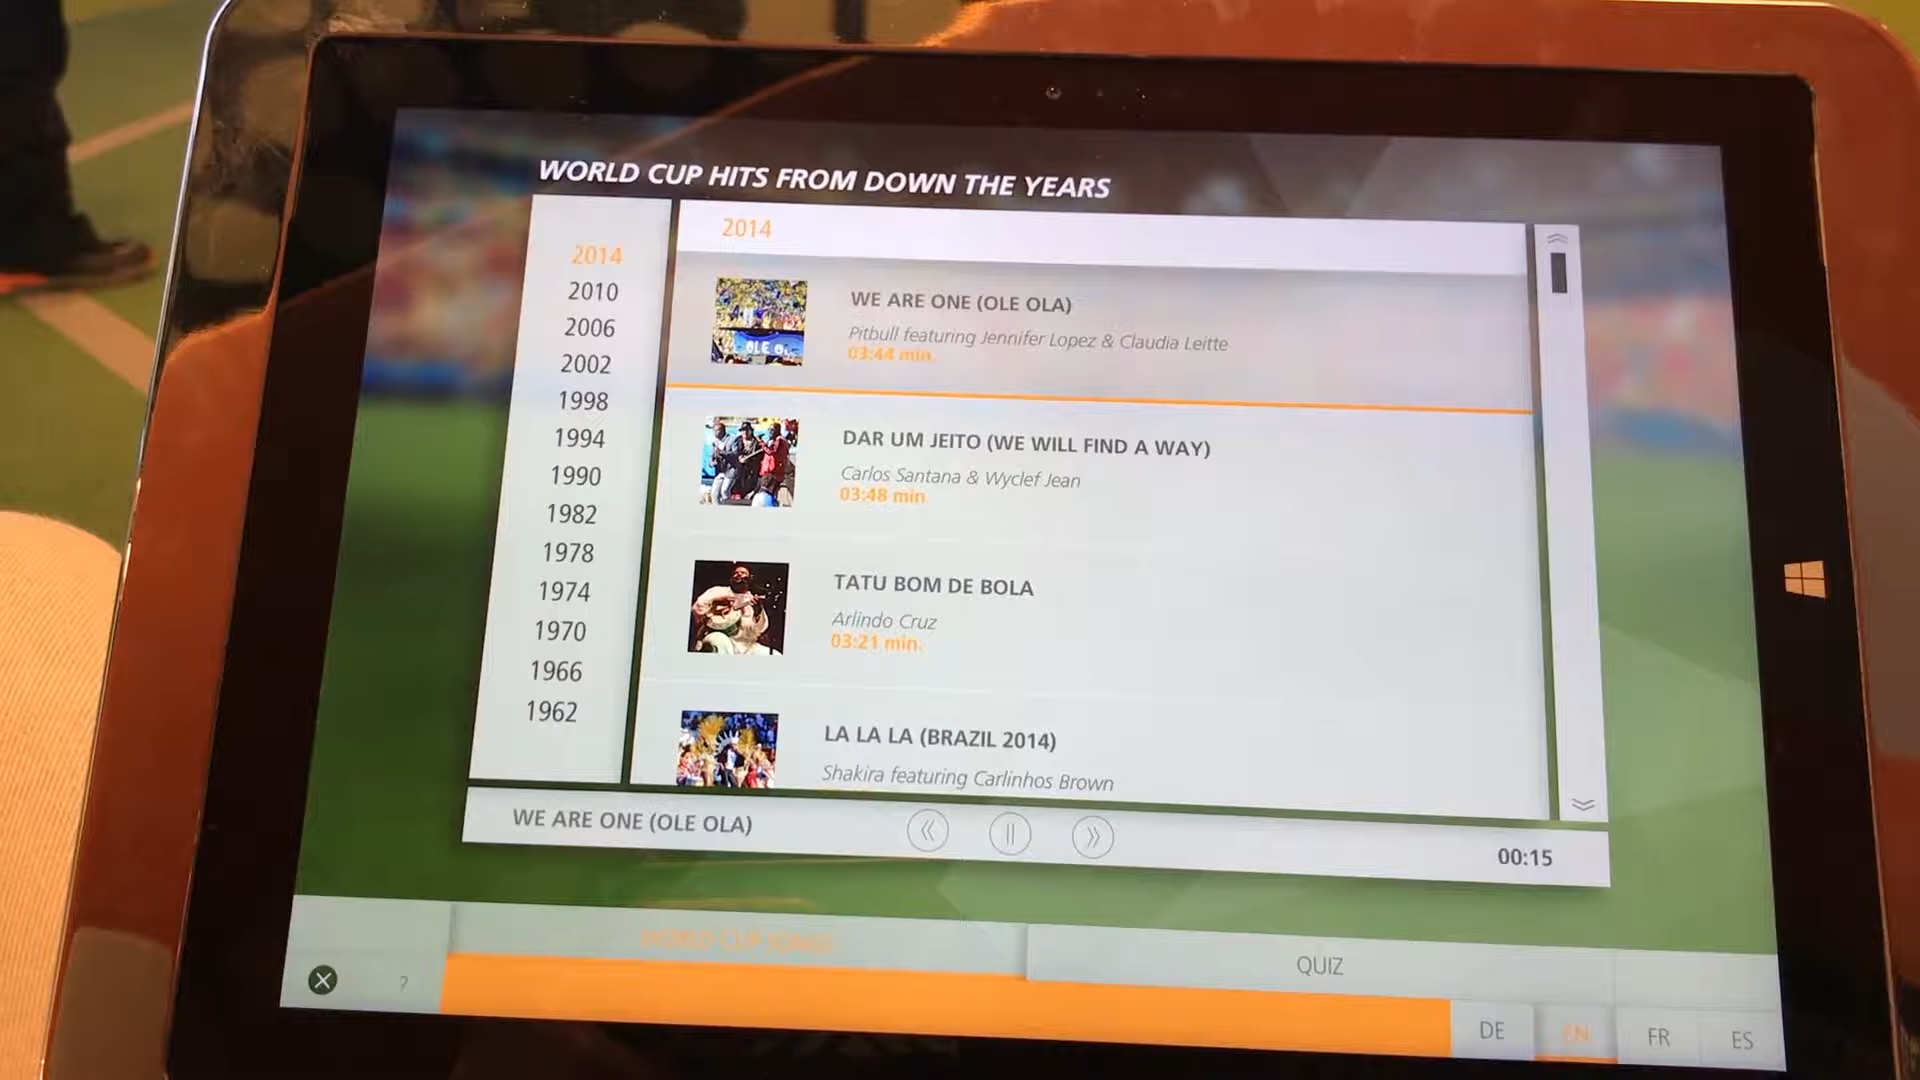 WORLD CUP HITS FROM DOWN THE YEARS
2014
2010
2006
2002
1998
1994
1990
1982
1978
1974
1970
1966
1962
2014
WE ARE ONE (OLE OLA)
Pitbull featuring Jennifer Lopez & Claudia Leitte
03:44 min.
DAR UM JEITO (WE WILL FIND A WAY)
Carlos Santana & Wyclef Jean
03:48 min.
TATU BOM DE BOLA
Arlindo Cruz
03:21 min.
LA LA LA (BRAZIL 2014)
Shakira featuring Carlinhos Brown
WE ARE ONE (OLE OLA)
00:15
WORLD CUP SONGS
QUIZ
?
DE
EN
FR
ES